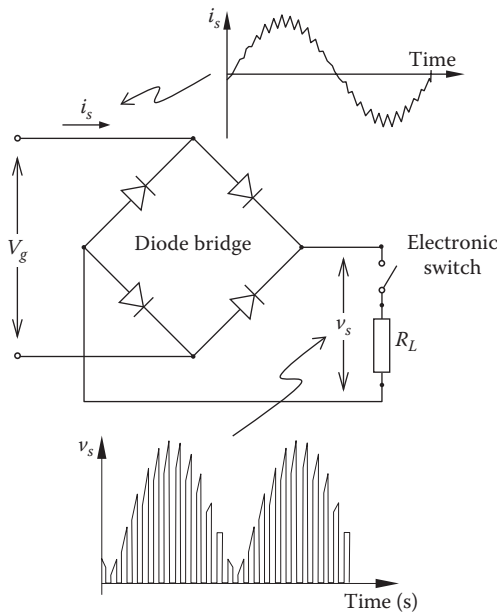 i_s
Time
i_s
V_g
Diode bridge
Electronic
switch
v_s
R_L
v_s
Time (s)